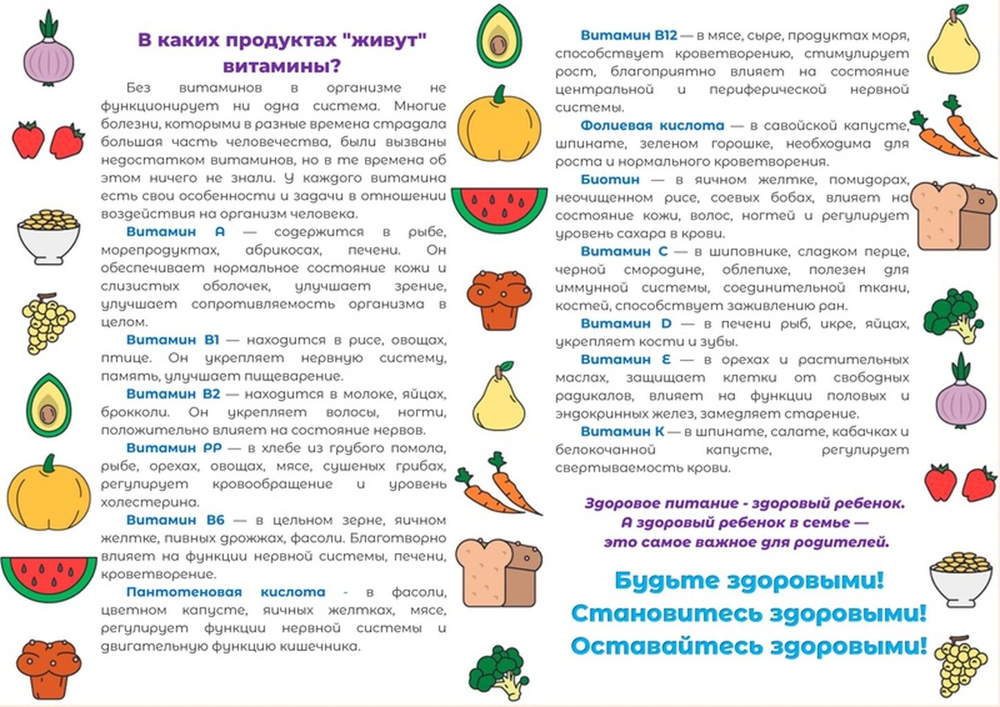 В каких продуктах "живут"
витамины?
Без витаминов в организме не
функционирует ни одна система. Многие
болезни, которыми в разные времена страдала
большая часть человечества, были вызваны
недостатком витаминов, но в те времена об
этом ничего не знали. У каждого витамина
есть свои особенности и задачи в отношении
воздействия на организм человека.
Витамин А — содержится в рыбе,
морепродуктах, абрикосах, печени. Он
обеспечивает нормальное состояние кожи и
слизистых оболочек, улучшает зрение,
улучшает сопротивляемость организма в
целом.
Витамин В1 — находится в рисе, овощах,
птице. Он укрепляет нервную систему,
память, улучшает пищеварение.
Витамин В2 — находится в молоке, яйцах,
брокколи. Он укрепляет волосы, ногти,
положительно влияет на состояние нервов.
Витамин РР — в хлебе из грубого помола,
рыбе, орехах, овощах, мясе, сушеных грибах,
регулирует кровообращение и уровень
холестерина.
Витамин В6 — в цельном зерне, яичном
желтке, пивных дрожжах, фасоли. Благотворно
влияет на функции нервной системы, печени,
кроветворение.
Пантотеновая кислота - в фасоли,
цветном капусте, яичных желтках, мясе,
регулирует функции нервной системы и
двигательную функцию кишечника.
Витамин В12 — в мясе, сыре, продуктах моря,
способствует кроветворению, стимулирует
рост, благоприятно влияет на состояние
центральной и периферической нервной
системы.
Фолиевая кислота — в савойской капусте,
шпинате, зеленом горошке, необходима для
роста и нормального кроветворения.
Биотин — в яичном желтке, помидорах,
неочищенном рисе, соевых бобах, влияет на
состояние кожи, волос, ногтей и регулирует
уровень сахара в крови.
Витамин С — в шиповнике, сладком перце,
черной смородине, облепихе, полезен для
иммунной системы, соединительной ткани,
костей, способствует заживлению ран.
Витамин D — в печени рыб, икре, яйцах,
укрепляет кости и зубы.
Витамин Е — в орехах и растительных
маслах, защищает клетки от свободных
радикалов, влияет на функции половых и
эндокринных желез, замедляет старение.
Витамин К — в шпинате, салате, кабачках и
белокочанной капусте, регулирует
свертываемость крови.
Здоровое питание - здоровый ребенок.
А здоровый ребенок в семье —
это самое важное для родителей.
Будьте здоровыми!
Становитесь здоровыми!
Оставайтесь здоровыми!